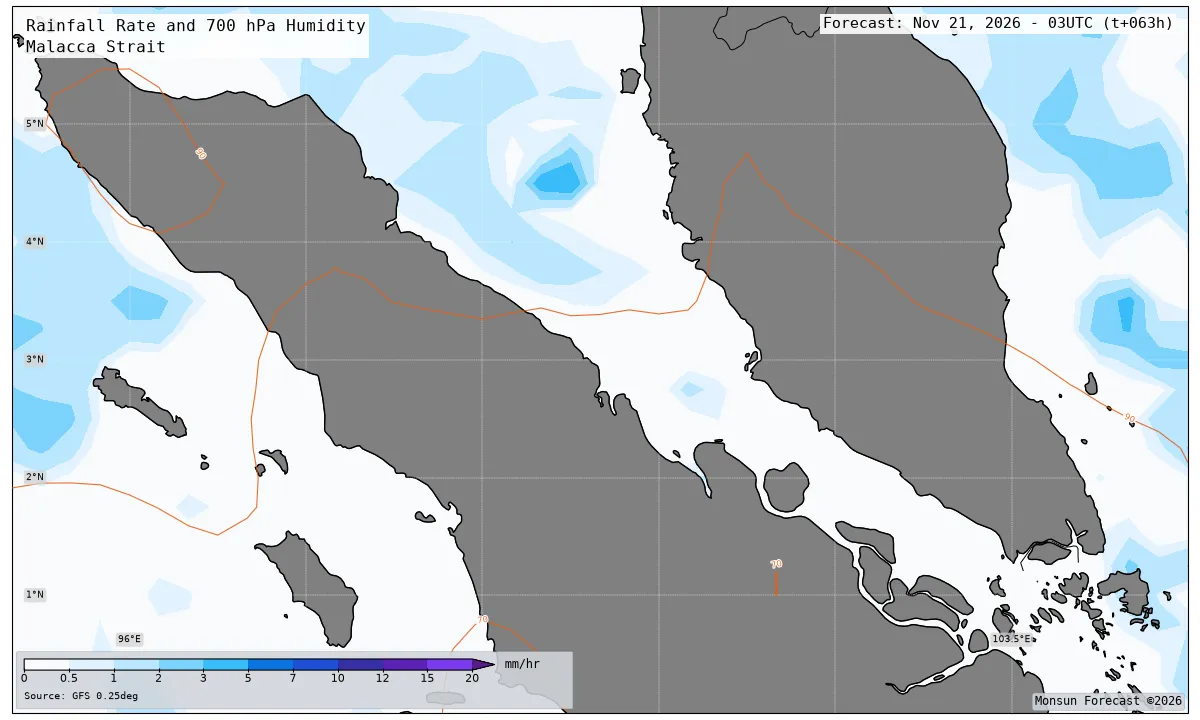 Rainfall Rate and 700 hPa Humidity
Malacca Strait
Forecast: Nov 21, 2026 - 03UTC (t+063h)
5°N
90
4°N
3°N
90
2°N
70
1°N
70
96°E
103.5°E
mm/hr
0 0.5 1 2 3 5 7 10 12 15 20
Source: GFS 0.25deg
Monsun Forecast ©2026